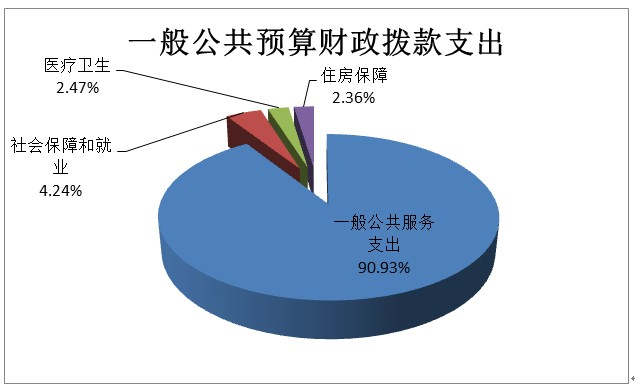 一般公共预算财政拨款支出
医疗卫生
2.47%
住房保障
2.36%
社会保障和就
业
4.24%
一般公共服务
支出
90.93%